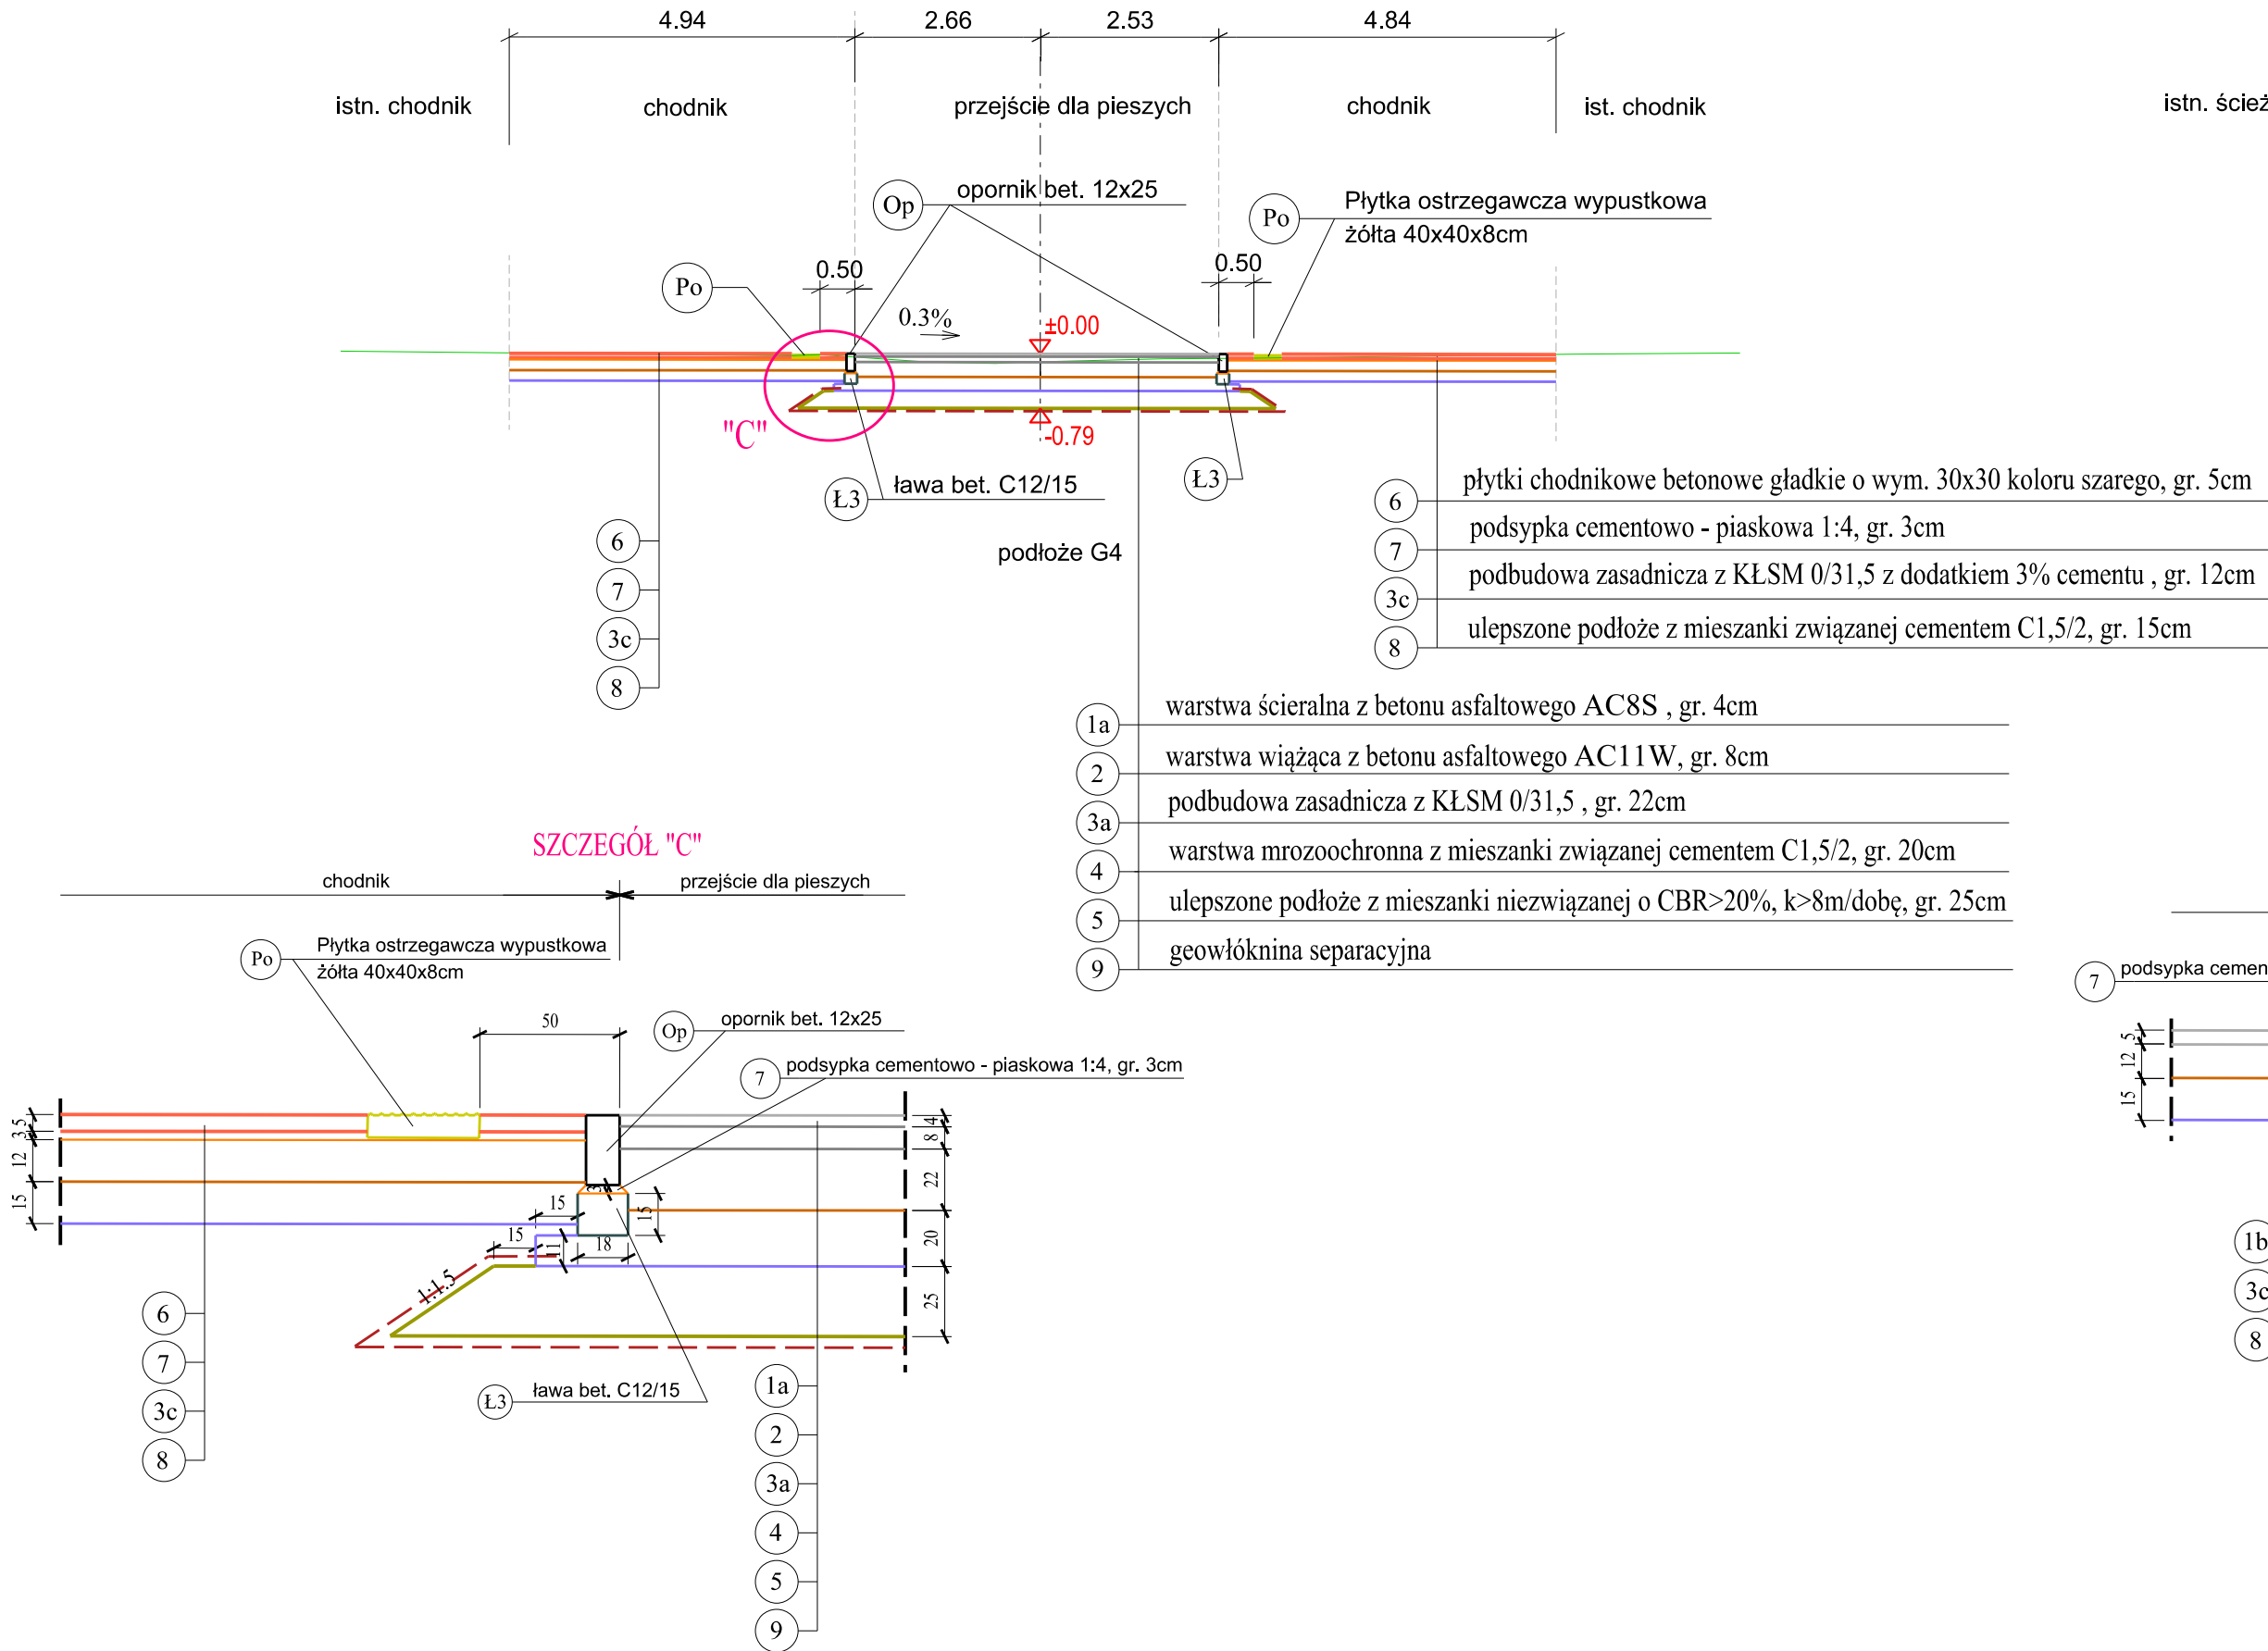 4.94 2.66 2.53 4.84
istn. chodnik chodnik przejście dla pieszych chodnik ist. chodnik
istn. ścież
Op opornik bet. 12x25
Po Płytka ostrzegawcza wypustkowa
żółta 40x40x8cm
Po 0.50 0.50
0.3% ±0.00
"C" -0.79
Ł3 ława bet. C12/15 Ł3
podłoże G4
6
7
3c
8
6 płytki chodnikowe betonowe gładkie o wym. 30x30 koloru szarego, gr. 5cm
7 podsypka cementowo - piaskowa 1:4, gr. 3cm
3c podbudowa zasadnicza z KŁSM 0/31,5 z dodatkiem 3% cementu , gr. 12cm
8 ulepszone podłoże z mieszanki związanej cementem C1,5/2, gr. 15cm
1a warstwa ścieralna z betonu asfaltowego AC8S , gr. 4cm
2 warstwa wiążąca z betonu asfaltowego AC11W, gr. 8cm
3a podbudowa zasadnicza z KŁSM 0/31,5 , gr. 22cm
4 warstwa mrozoochronna z mieszanki związanej cementem C1,5/2, gr. 20cm
5 ulepszone podłoże z mieszanki niezwiązanej o CBR>20%, k>8m/dobę, gr. 25cm
9 geowłóknina separacyjna
SZCZEGÓŁ "C"
chodnik przejście dla pieszych
Po Płytka ostrzegawcza wypustkowa
żółta 40x40x8cm
50
Op opornik bet. 12x25
7 podsypka cementowo - piaskowa 1:4, gr. 3cm
5
3
12
15
4
8
22
20
25
3
15
15
15
11
18
1:1.5
Ł3 ława bet. C12/15
6
7
3c
8
1a
2
3a
4
5
9
7 podsypka cemen
5
12
15
1b
3c
8